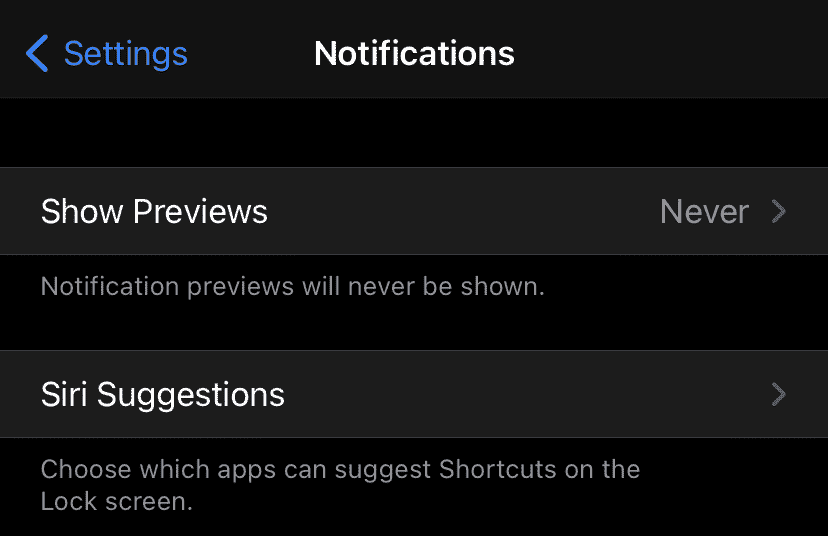 Settings
Notifications
Show Previews
Never
Notification previews will never be shown.
Siri Suggestions
Choose which apps can suggest Shortcuts on the
Lock screen.